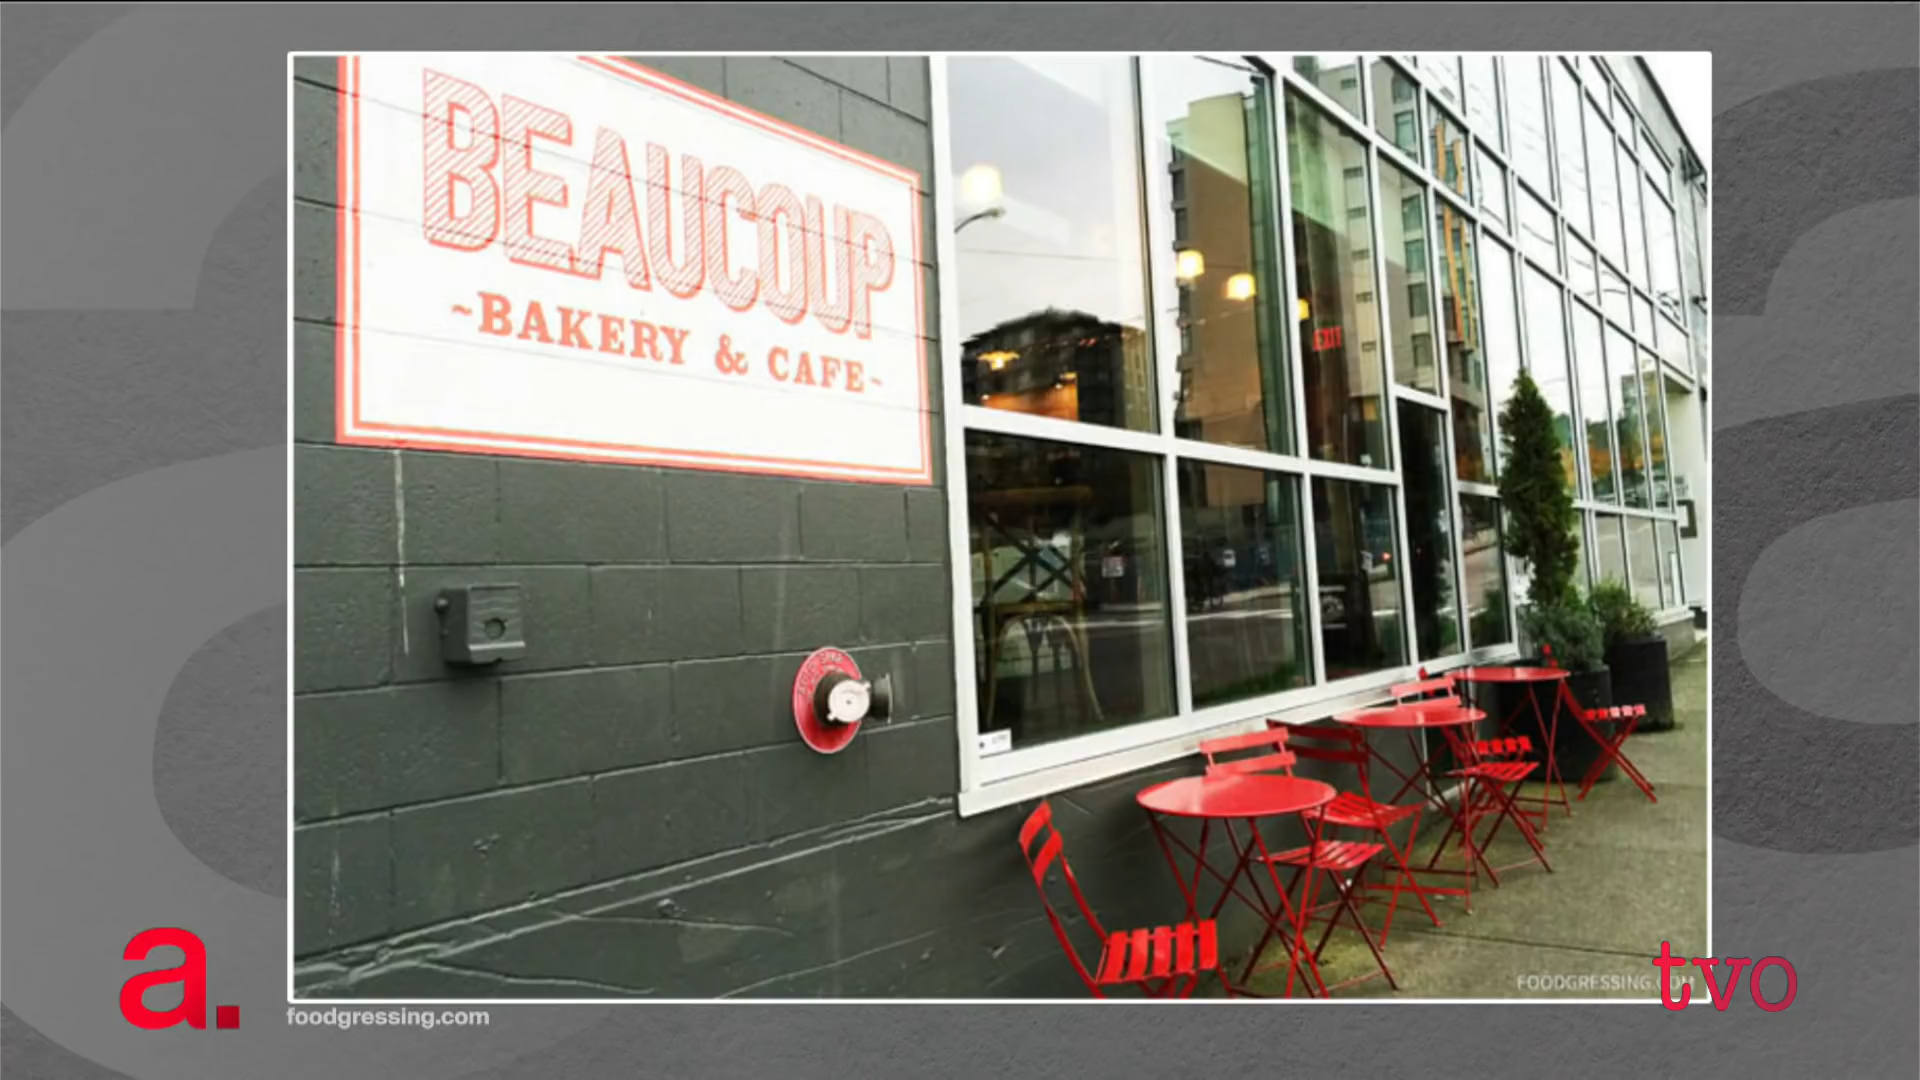 BEAUCOUP
~BAKERY & CAFE~
EXIT
FOODGRESSING.COM
a.
foodgressing.com
tvo